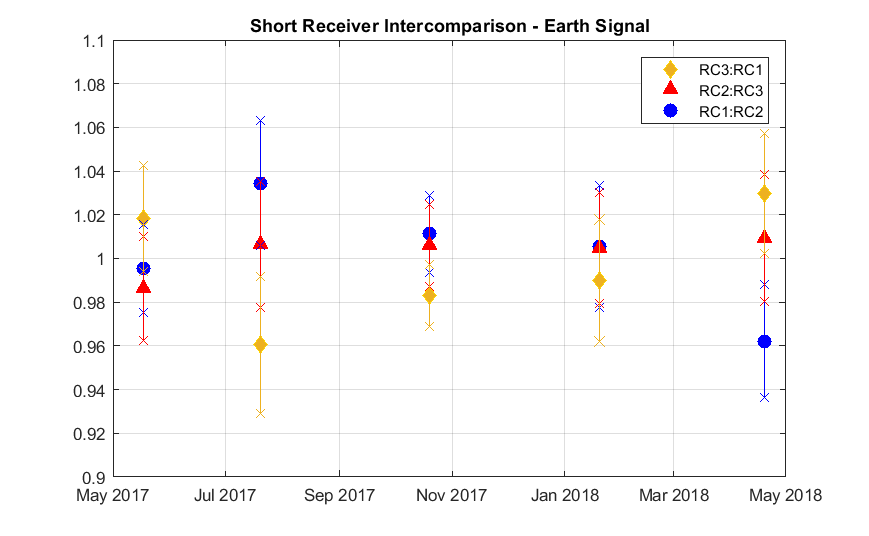 Short Receiver Intercomparison - Earth Signal
1.1
1.08
1.06
1.04
1.02
1
0.98
0.96
0.94
0.92
0.9
RC3:RC1
RC2:RC3
RC1:RC2
May 2017 Jul 2017 Sep 2017 Nov 2017 Jan 2018 Mar 2018 May 2018